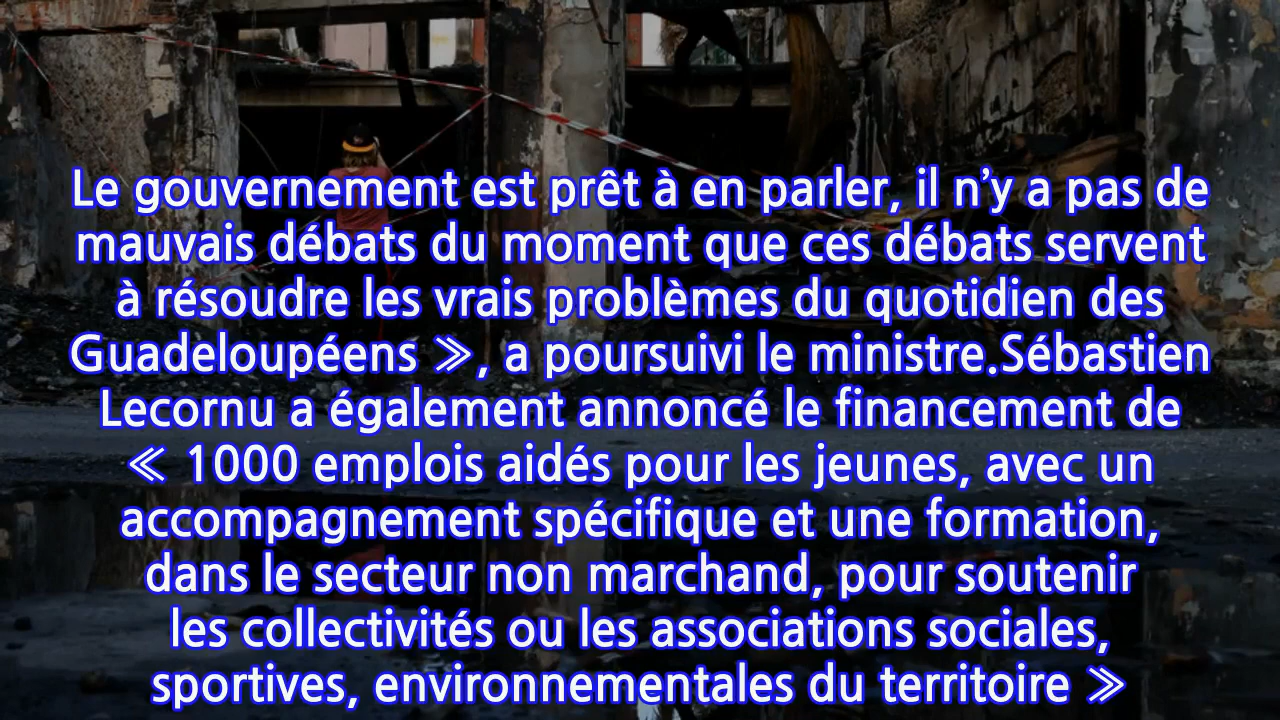 Le gouvernement est prêt à en parler, il n’y a pas de
mauvais débats du moment que ces débats servent
à résoudre les vrais problèmes du quotidien des
Guadeloupéens », a poursuivi le ministre.Sébastien
Lecornu a également annoncé le financement de
« 1000 emplois aidés pour les jeunes, avec un
accompagnement spécifique et une formation,
dans le secteur non marchand, pour soutenir
les collectivités ou les associations sociales,
sportives, environnementales du territoire »